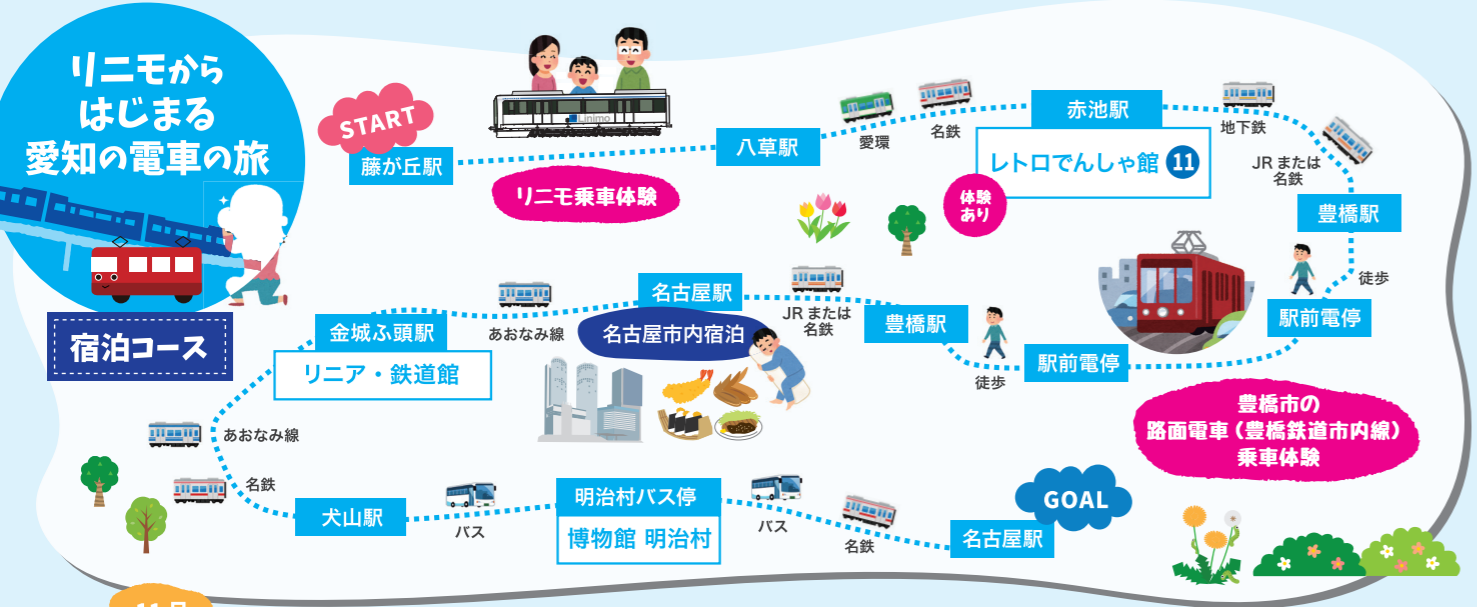 リニモから
はじまる
愛知の電車の旅
宿泊コース
START
藤が丘駅
Linimo
リニモ乗車体験
八草駅
愛環
名鉄
赤池駅
レトロでんしゃ館 11
体験
あり
地下鉄
JR または
名鉄
豊橋駅
徒歩
駅前電停
豊橋市の
路面電車(豊橋鉄道市内線)
乗車体験
駅前電停
徒歩
豊橋駅
JR または
名鉄
名古屋駅
名古屋市内宿泊
あおなみ線
金城ふ頭駅
リニア・鉄道館
あおなみ線
名鉄
犬山駅
バス
明治村バス停
博物館 明治村
バス
名鉄
名古屋駅
GOAL